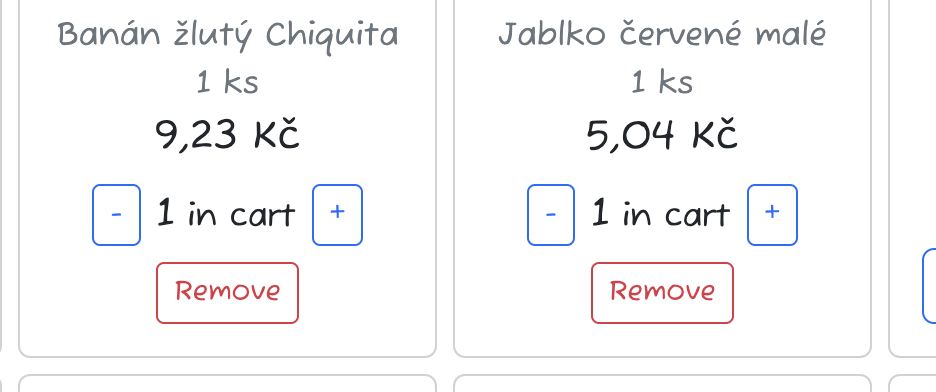 Banán žlutý Chiquita
1 ks
9,23 Kč
- 1 in cart +
Remove
Jablko červené malé
1 ks
5,04 Kč
- 1 in cart +
Remove